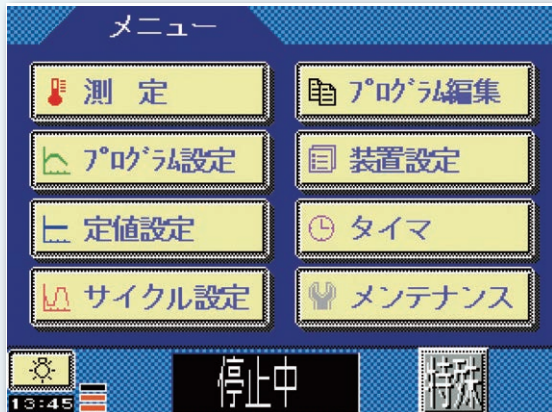 メニュー
測 定
プログラム編集
プログラム設定
装置設定
定値設定
タイマ
サイクル設定
メンテナンス
停止中
特殊
13:45